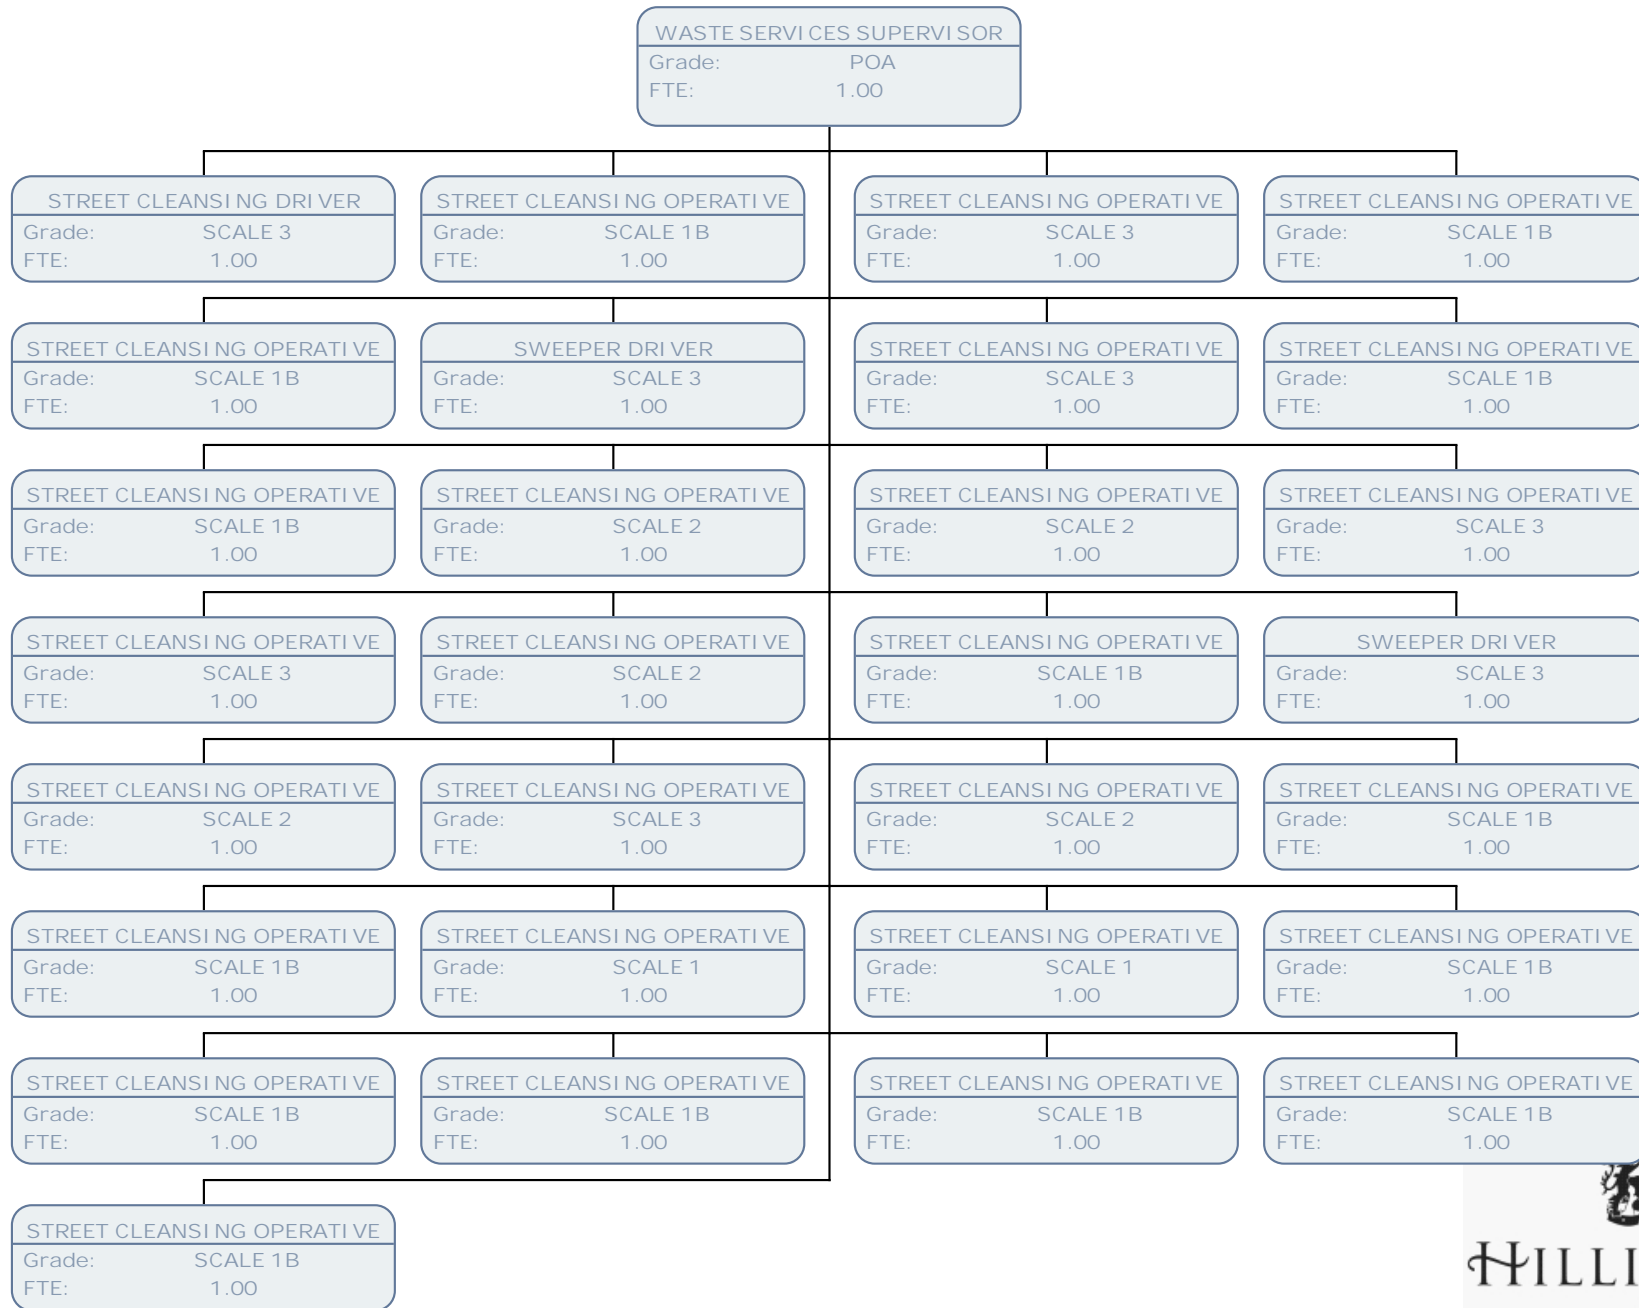 WASTE SERVICES SUPERVISOR
Grade: POA
FTE: 1.00
STREET CLEANSING DRIVER
Grade: SCALE 3
FTE: 1.00
STREET CLEANSING OPERATIVE
Grade: SCALE 1B
FTE: 1.00
STREET CLEANSING OPERATIVE
Grade: SCALE 3
FTE: 1.00
STREET CLEANSING OPERATIVE
Grade: SCALE 1B
FTE: 1.00
STREET CLEANSING OPERATIVE
Grade: SCALE 1B
FTE: 1.00
SWEEPER DRIVER
Grade: SCALE 3
FTE: 1.00
STREET CLEANSING OPERATIVE
Grade: SCALE 3
FTE: 1.00
STREET CLEANSING OPERATIVE
Grade: SCALE 1B
FTE: 1.00
STREET CLEANSING OPERATIVE
Grade: SCALE 1B
FTE: 1.00
STREET CLEANSING OPERATIVE
Grade: SCALE 2
FTE: 1.00
STREET CLEANSING OPERATIVE
Grade: SCALE 2
FTE: 1.00
STREET CLEANSING OPERATIVE
Grade: SCALE 3
FTE: 1.00
STREET CLEANSING OPERATIVE
Grade: SCALE 3
FTE: 1.00
STREET CLEANSING OPERATIVE
Grade: SCALE 2
FTE: 1.00
STREET CLEANSING OPERATIVE
Grade: SCALE 1B
FTE: 1.00
SWEEPER DRIVER
Grade: SCALE 3
FTE: 1.00
STREET CLEANSING OPERATIVE
Grade: SCALE 2
FTE: 1.00
STREET CLEANSING OPERATIVE
Grade: SCALE 3
FTE: 1.00
STREET CLEANSING OPERATIVE
Grade: SCALE 2
FTE: 1.00
STREET CLEANSING OPERATIVE
Grade: SCALE 1B
FTE: 1.00
STREET CLEANSING OPERATIVE
Grade: SCALE 1B
FTE: 1.00
STREET CLEANSING OPERATIVE
Grade: SCALE 1
FTE: 1.00
STREET CLEANSING OPERATIVE
Grade: SCALE 1
FTE: 1.00
STREET CLEANSING OPERATIVE
Grade: SCALE 1B
FTE: 1.00
STREET CLEANSING OPERATIVE
Grade: SCALE 1B
FTE: 1.00
STREET CLEANSING OPERATIVE
Grade: SCALE 1B
FTE: 1.00
STREET CLEANSING OPERATIVE
Grade: SCALE 1B
FTE: 1.00
STREET CLEANSING OPERATIVE
Grade: SCALE 1B
FTE: 1.00
STREET CLEANSING OPERATIVE
Grade: SCALE 1B
FTE: 1.00